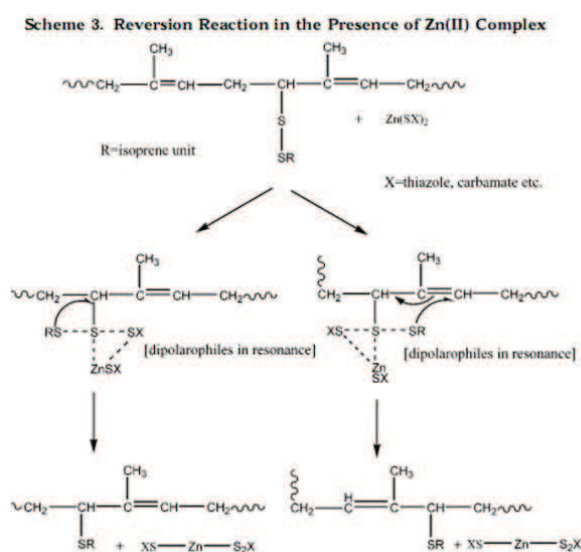 Scheme 3. Reversion Reaction in the Presence of Zn(II) Complex
CH₃ CH₃
CH₂—C=CH—CH₂—CH—C=CH—CH₂
S + Zn(SX)₂
R=isoprene unit
SR
X=thiazole, carbamate etc.
CH₃ CH₃
CH₂—CH—C=CH—CH₂ CH₂—CH—C=CH—CH₂
RS---S---SX XS---S---SR
[dipolarophiles in resonance] [dipolarophiles in resonance]
ZnSX Zn
SX
CH₃ CH₃
CH₂—CH—C=CH—CH₂ CH₂—C=C—CH—CH₂
H
SR + XS—Zn—S₂X SR + XS—Zn—S₂X